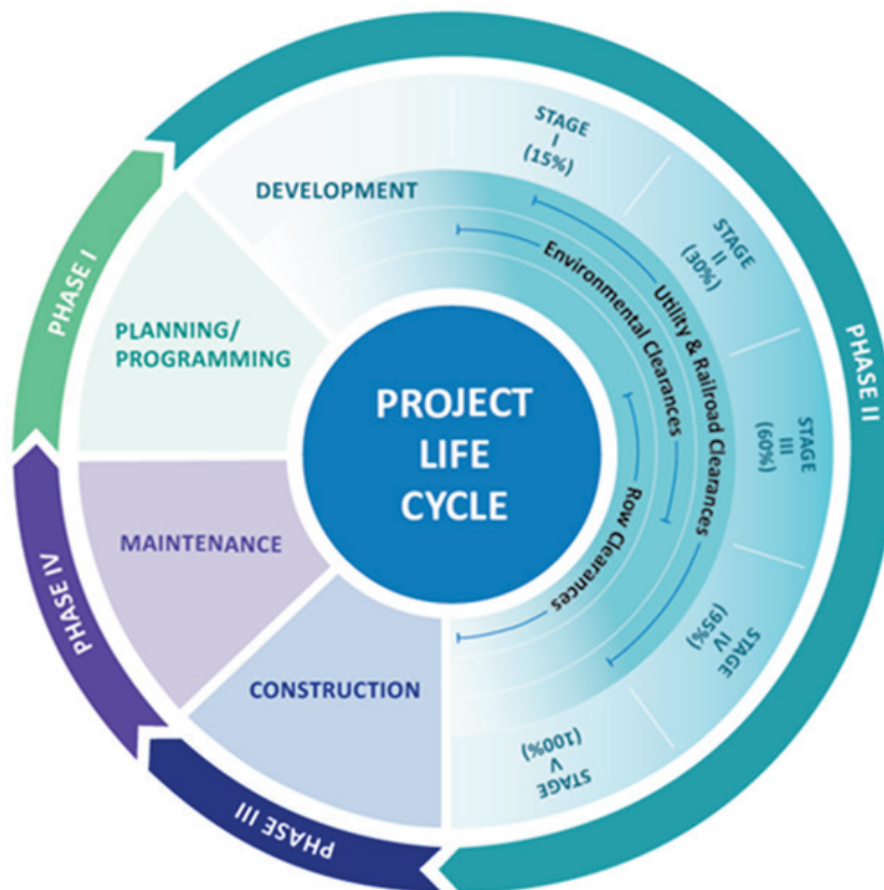 PROJECT
LIFE
CYCLE
PHASE I
PLANNING/
PROGRAMMING
PHASE II
DEVELOPMENT
STAGE
I
(15%)
STAGE
II
(30%)
STAGE
III
(60%)
STAGE
IV
(95%)
STAGE
V
(100%)
Environmental Clearances
Utility & Railroad Clearances
Row Clearances
PHASE III
CONSTRUCTION
PHASE IV
MAINTENANCE